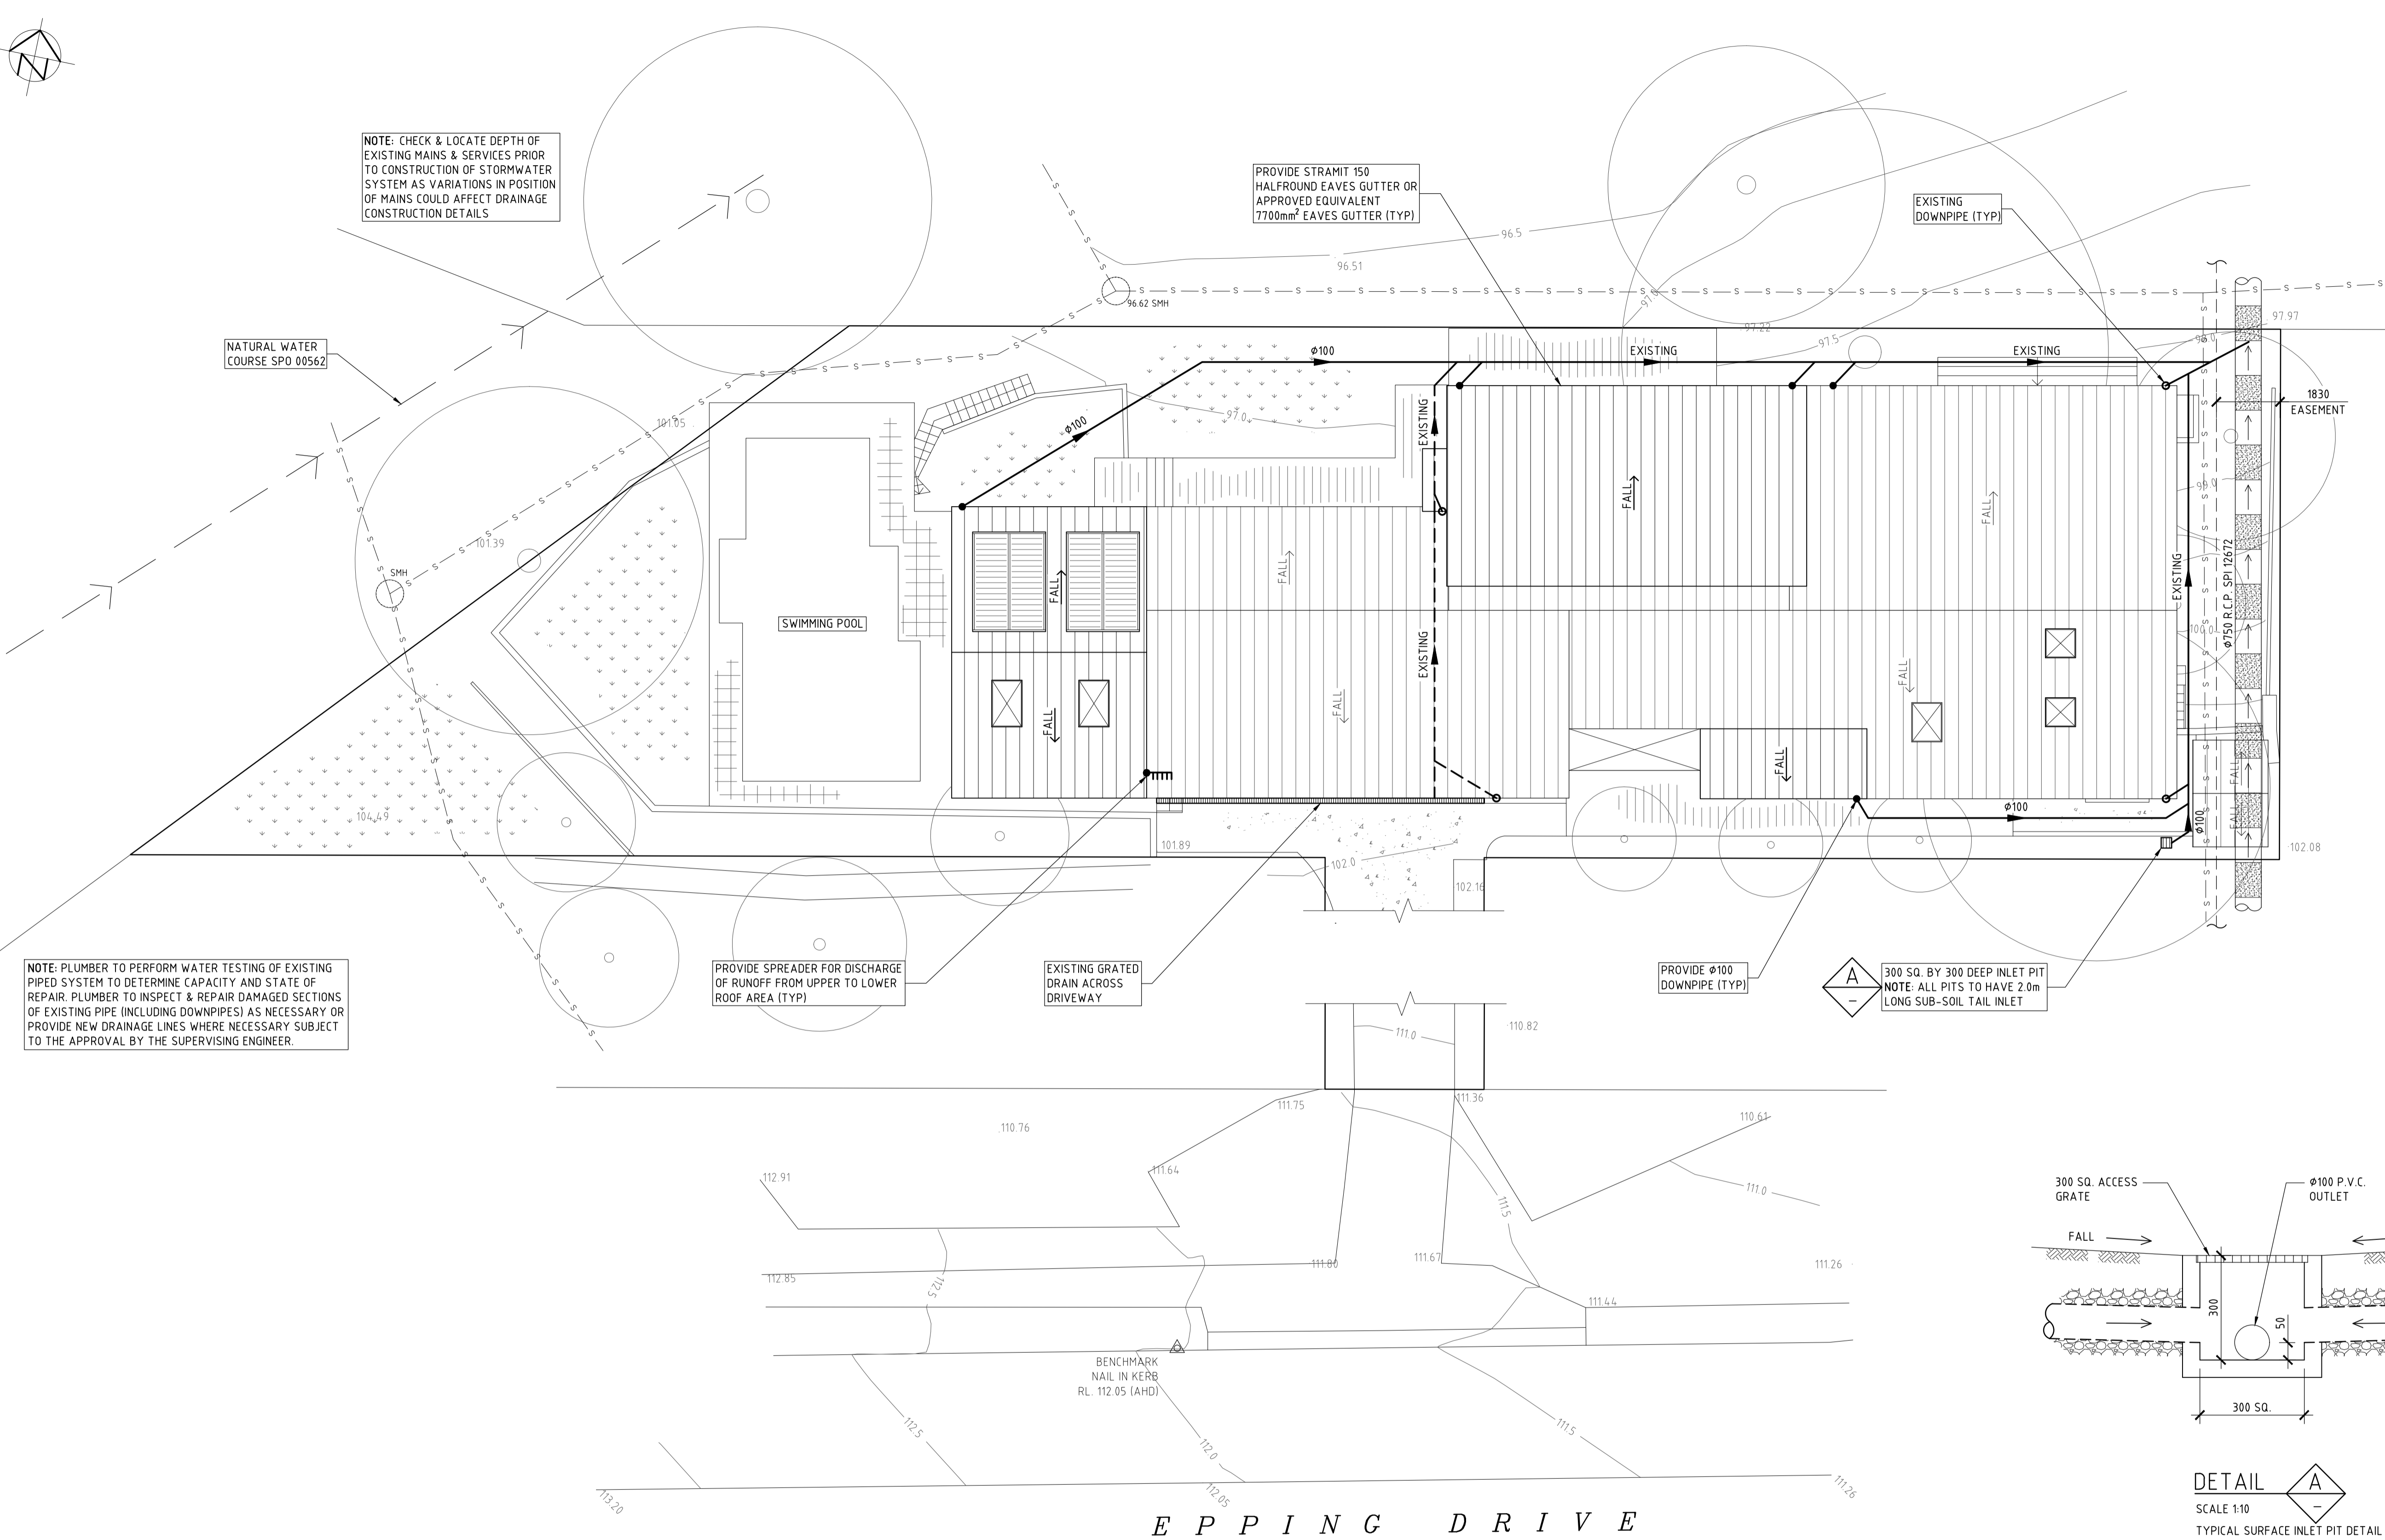 N
NOTE: CHECK & LOCATE DEPTH OF
EXISTING MAINS & SERVICES PRIOR
TO CONSTRUCTION OF STORMWATER
SYSTEM AS VARIATIONS IN POSITION
OF MAINS COULD AFFECT DRAINAGE
CONSTRUCTION DETAILS
PROVIDE STRAMIT 150
HALFROUND EAVES GUTTER OR
APPROVED EQUIVALENT
7700mm² EAVES GUTTER (TYP)
EXISTING
DOWNPIPE (TYP)
96.5
96.51
96.62 SMH
97.0
97.22
97.5
98.0
97.97
NATURAL WATER
COURSE SPO 00562
Ø100
EXISTING
EXISTING
1830
EASEMENT
101.05
Ø100
97.0
EXISTING
99.0
101.39
SMH
FALL
FALL
FALL
FALL
EXISTING
Ø750 R.C.P. SPI 12672
SWIMMING POOL
100.0
EXISTING
FALL
FALL
FALL
FALL
FALL
FALL
104.49
101.89
102.0
102.16
Ø100
Ø100
102.08
NOTE: PLUMBER TO PERFORM WATER TESTING OF EXISTING
PIPED SYSTEM TO DETERMINE CAPACITY AND STATE OF
REPAIR. PLUMBER TO INSPECT & REPAIR DAMAGED SECTIONS
OF EXISTING PIPE (INCLUDING DOWNPIPES) AS NECESSARY OR
PROVIDE NEW DRAINAGE LINES WHERE NECESSARY SUBJECT
TO THE APPROVAL BY THE SUPERVISING ENGINEER.
PROVIDE SPREADER FOR DISCHARGE
OF RUNOFF FROM UPPER TO LOWER
ROOF AREA (TYP)
EXISTING GRATED
DRAIN ACROSS
DRIVEWAY
PROVIDE Ø100
DOWNPIPE (TYP)
A
–
300 SQ. BY 300 DEEP INLET PIT
NOTE: ALL PITS TO HAVE 2.0m
LONG SUB-SOIL TAIL INLET
111.0
110.82
111.75
111.36
110.76
110.61
112.91
111.64
111.0
111.5
112.85
112.5
111.80
111.67
111.26
111.44
BENCHMARK
NAIL IN KERB
RL. 112.05 (AHD)
112.5
112.0
111.5
113.20
112.05
111.26
EPPING DRIVE
300 SQ. ACCESS
GRATE
Ø100 P.V.C.
OUTLET
FALL
300
50
300 SQ.
DETAIL
A
–
SCALE 1:10
TYPICAL SURFACE INLET PIT DETAIL